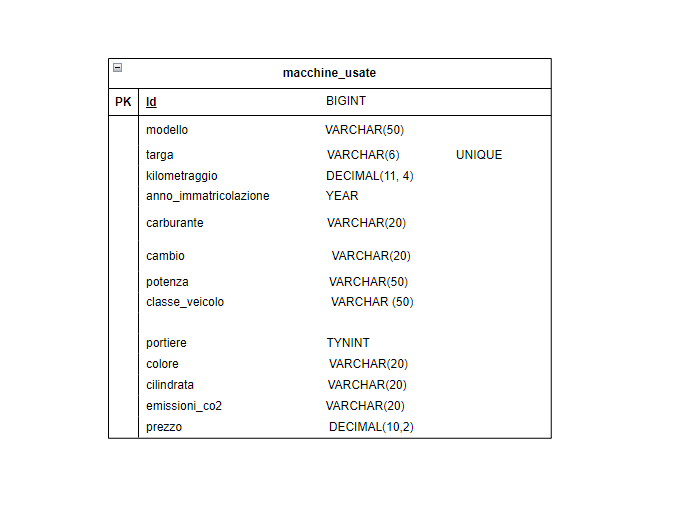 macchine_usate
PK Id BIGINT
modello VARCHAR(50)
targa VARCHAR(6) UNIQUE
kilometraggio DECIMAL(11, 4)
anno_immatricolazione YEAR
carburante VARCHAR(20)
cambio VARCHAR(20)
potenza VARCHAR(50)
classe_veicolo VARCHAR (50)
portiere TYNINT
colore VARCHAR(20)
cilindrata VARCHAR(20)
emissioni_co2 VARCHAR(20)
prezzo DECIMAL(10,2)